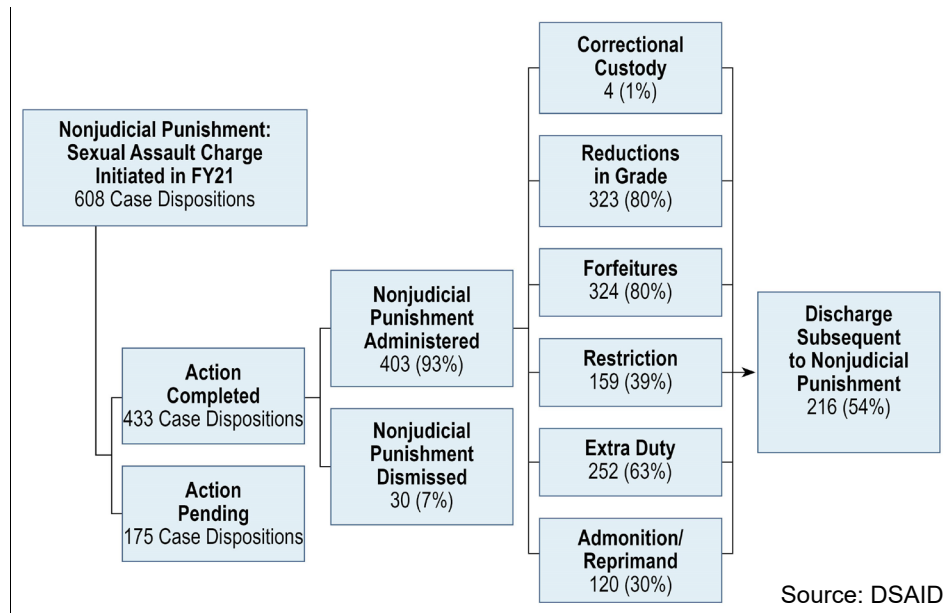 Nonjudicial Punishment:
Sexual Assault Charge
Initiated in FY21
608 Case Dispositions
Action
Completed
433 Case Dispositions
Action
Pending
175 Case Dispositions
Nonjudicial
Punishment
Administered
403 (93%)
Nonjudicial
Punishment
Dismissed
30 (7%)
Correctional
Custody
4 (1%)
Reductions
in Grade
323 (80%)
Forfeitures
324 (80%)
Restriction
159 (39%)
Extra Duty
252 (63%)
Admonition/
Reprimand
120 (30%)
Discharge
Subsequent
to Nonjudicial
Punishment
216 (54%)
Source: DSAID